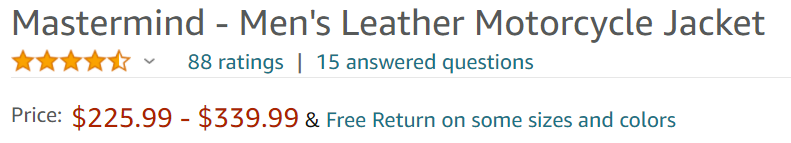 Mastermind - Men's Leather Motorcycle Jacket
88 ratings | 15 answered questions
Price: $225.99 - $339.99 & Free Return on some sizes and colors